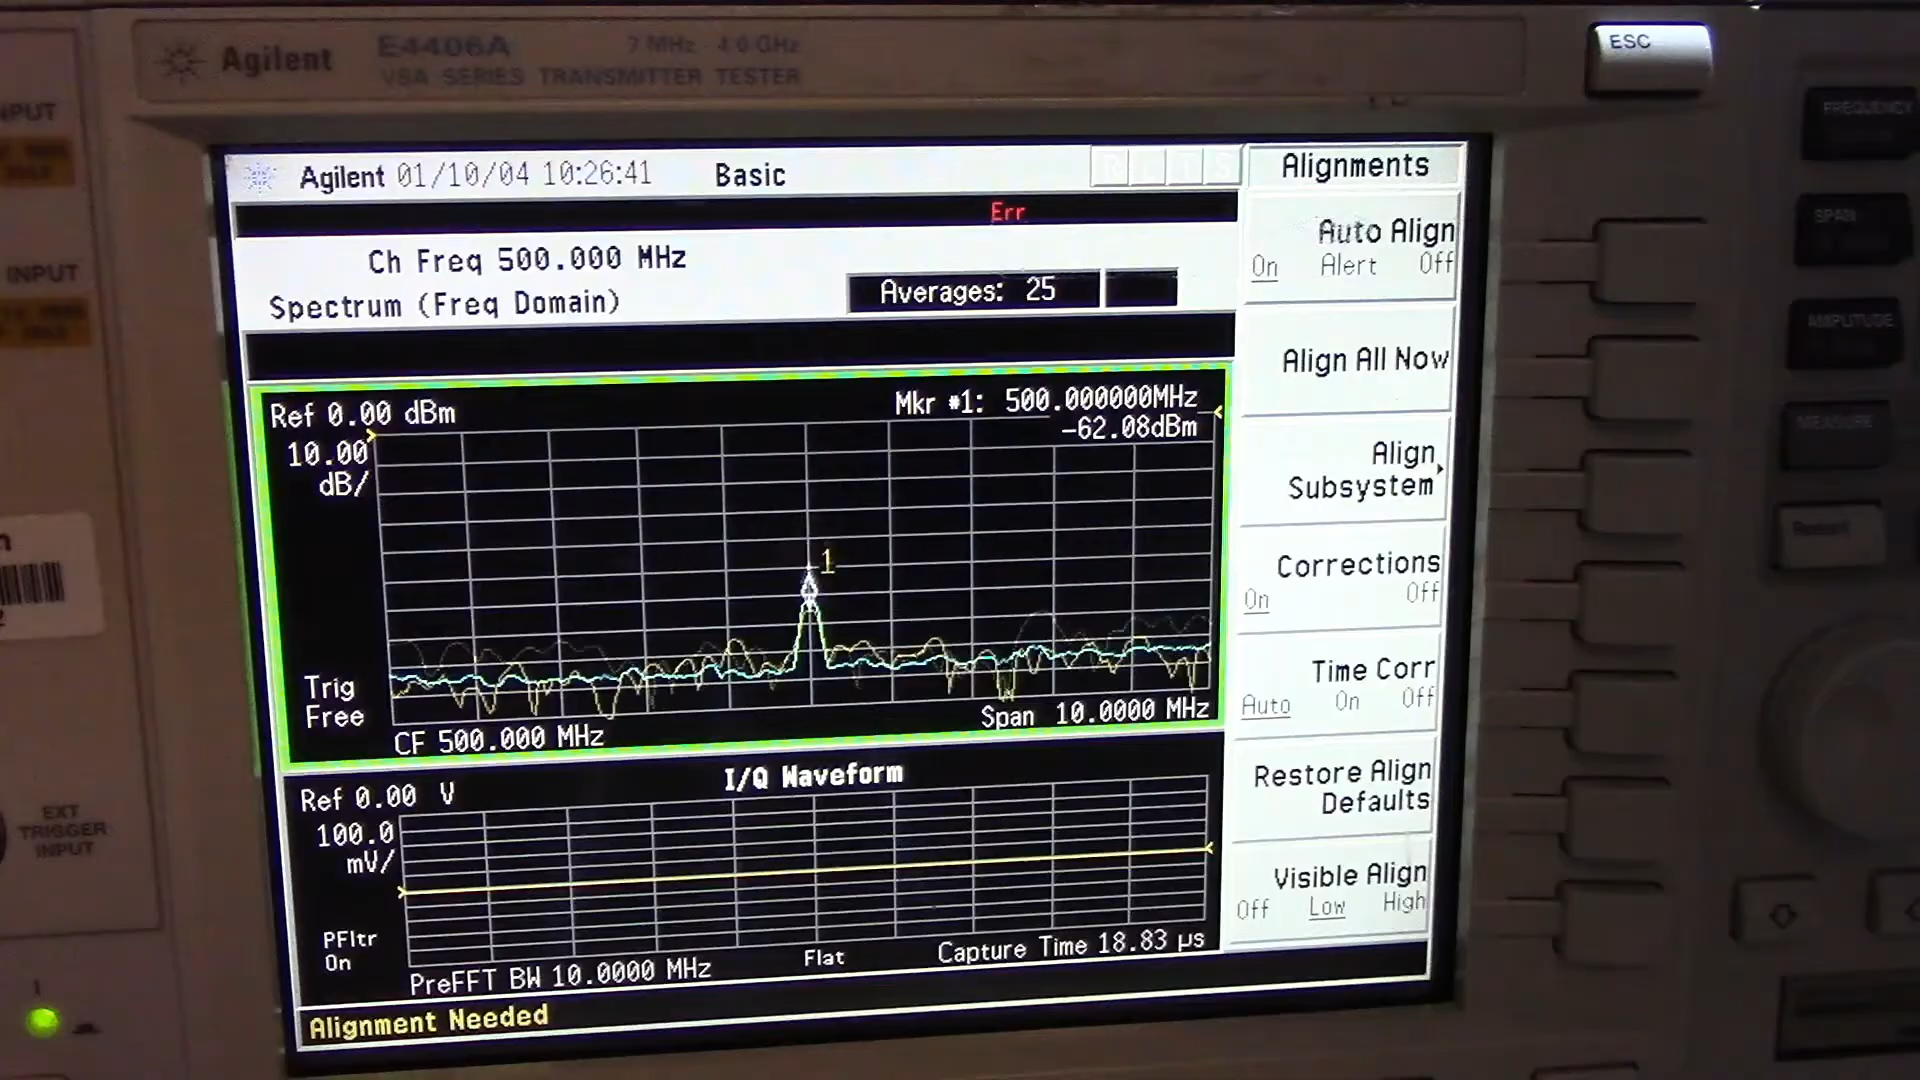 Agilent E4406A 7 MHz - 4.0 GHz
VSA SERIES TRANSMITTER TESTER
ESC
INPUT
INPUT
EXT
TRIGGER
INPUT
FREQUENCY
SPAN
AMPLITUDE
MEASURE
Restart
Agilent 01/10/04 10:26:41 Basic R L T S
Err
Ch Freq 500.000 MHz
Spectrum (Freq Domain)
Averages: 25
Ref 0.00 dBm
Mkr #1: 500.000000MHz
-62.08dBm
10.00
dB/
1
Trig
Free
CF 500.000 MHz
Span 10.0000 MHz
I/Q Waveform
Ref 0.00 V
100.0
mV/
PFltr
On
PreFFT BW 10.0000 MHz
Flat
Capture Time 18.83 µs
Alignment Needed
Alignments
Auto Align
On Alert Off
Align All Now
Align
Subsystem
Corrections
On Off
Time Corr
Auto On Off
Restore Align
Defaults
Visible Align
Off Low High